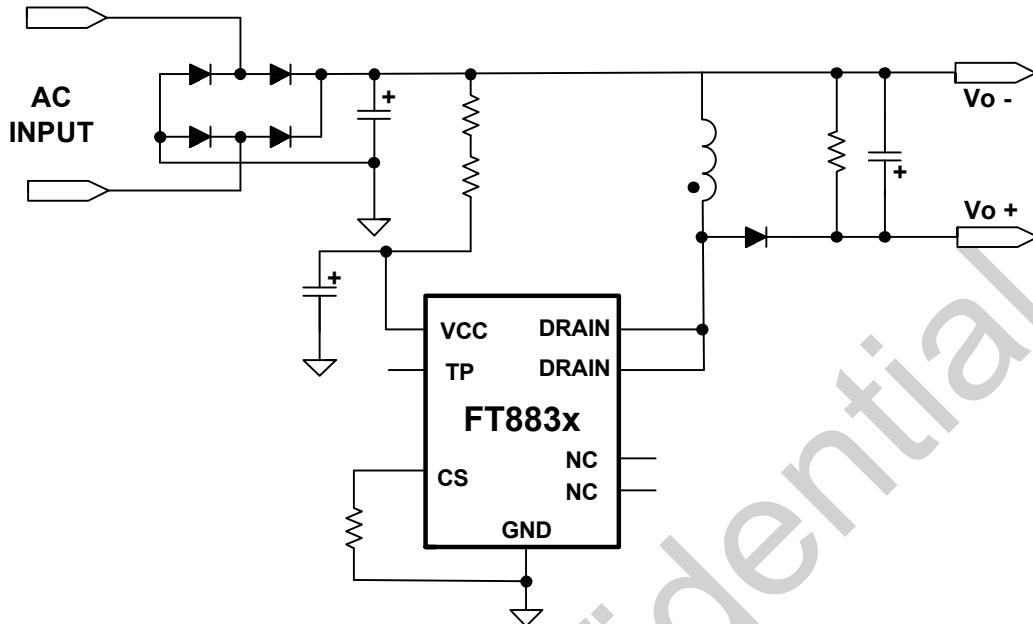 AC
INPUT
+
Vo -
+
Vo +
+
VCC
DRAIN
TP
DRAIN
FT883x
CS
NC
NC
GND